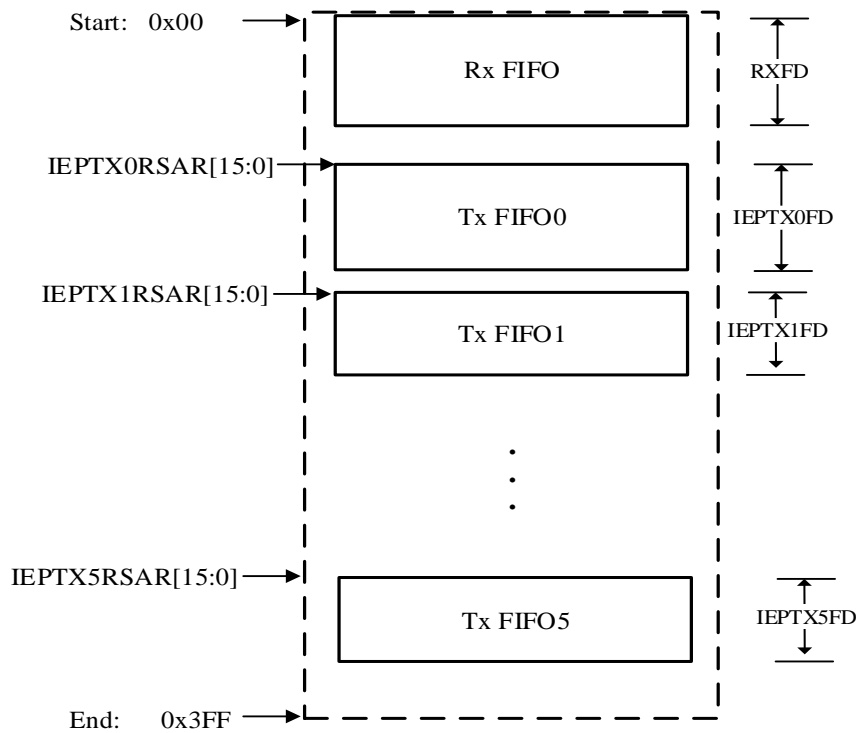 Start: 0x00
Rx FIFO
RXFD
IEPTX0RSAR[15:0]
Tx FIFO0
IEPTX0FD
IEPTX1RSAR[15:0]
Tx FIFO1
IEPTX1FD
IEPTX5RSAR[15:0]
Tx FIFO5
IEPTX5FD
End: 0x3FF